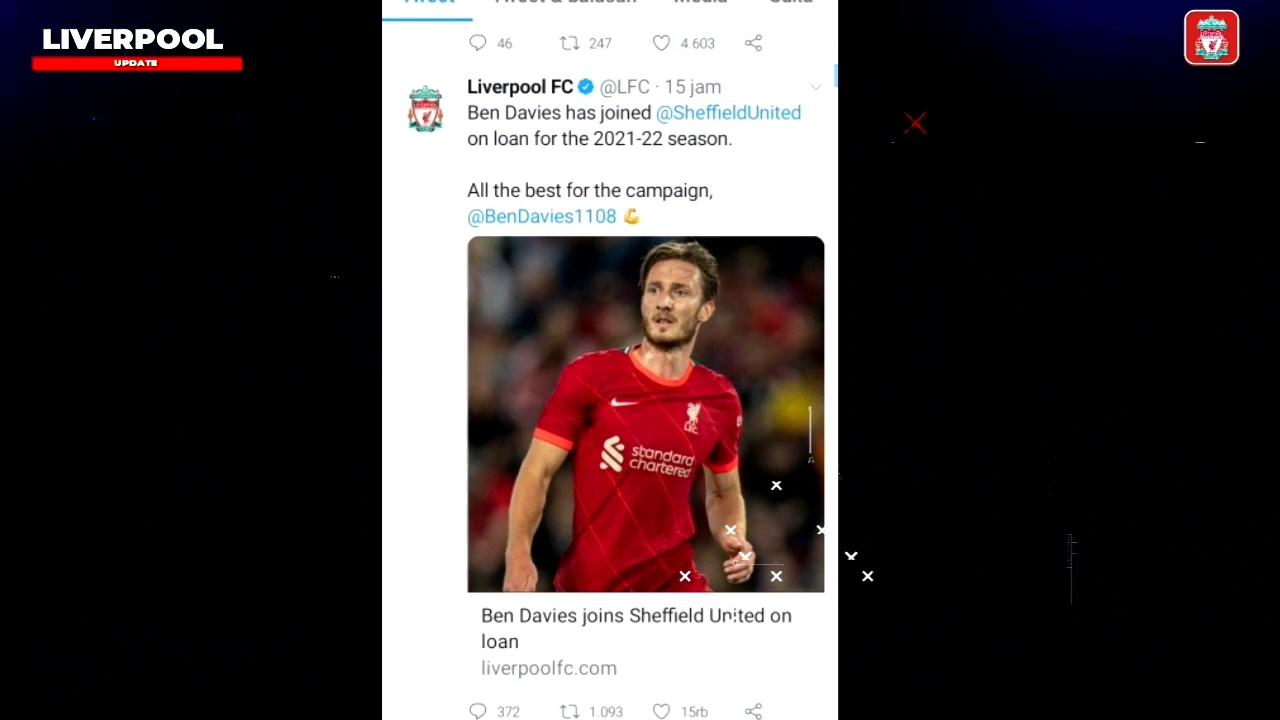 LIVERPOOL
UPDATE
46 247 4.603
Liverpool FC @LFC · 15 jam
Ben Davies has joined @SheffieldUnited
on loan for the 2021-22 season.
All the best for the campaign,
@BenDavies1108 💪
standard
chartered
Ben Davies joins Sheffield United on
loan
liverpoolfc.com
372 1.093 15rb